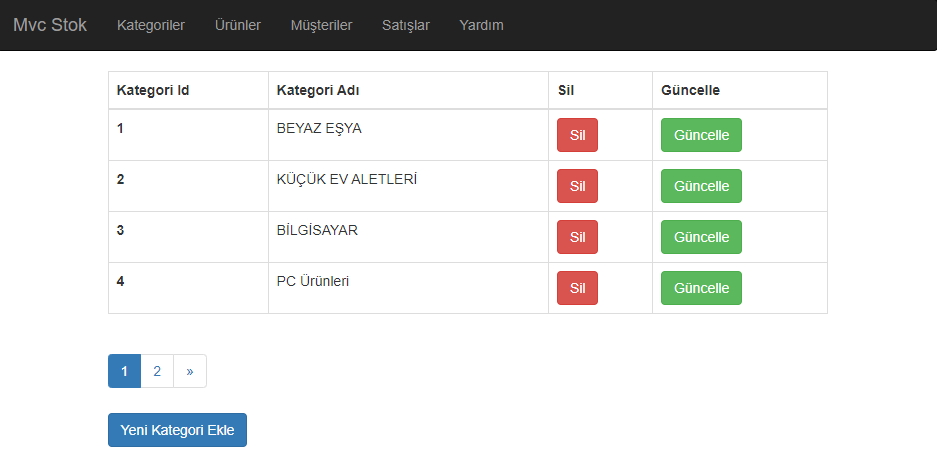 Mvc Stok Kategoriler Ürünler Müşteriler Satışlar Yardım
Kategori Id Kategori Adı Sil Güncelle
1 BEYAZ EŞYA Sil Güncelle
2 KÜÇÜK EV ALETLERİ Sil Güncelle
3 BİLGİSAYAR Sil Güncelle
4 PC Ürünleri Sil Güncelle
1 2 »
Yeni Kategori Ekle